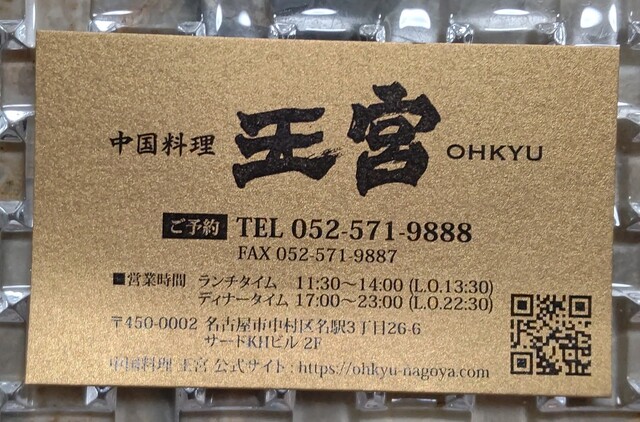 中国料理 王宮 OHKYU
ご予約 TEL 052-571-9888
FAX 052-571-9887
■営業時間 ランチタイム 11:30～14:00 (L.O.13:30)
ディナータイム 17:00～23:00 (L.O.22:30)
〒450-0002 名古屋市中村区名駅3丁目26-6
サードKHビル 2F
中国料理 王宮 公式サイト : https://ohkyu-nagoya.com